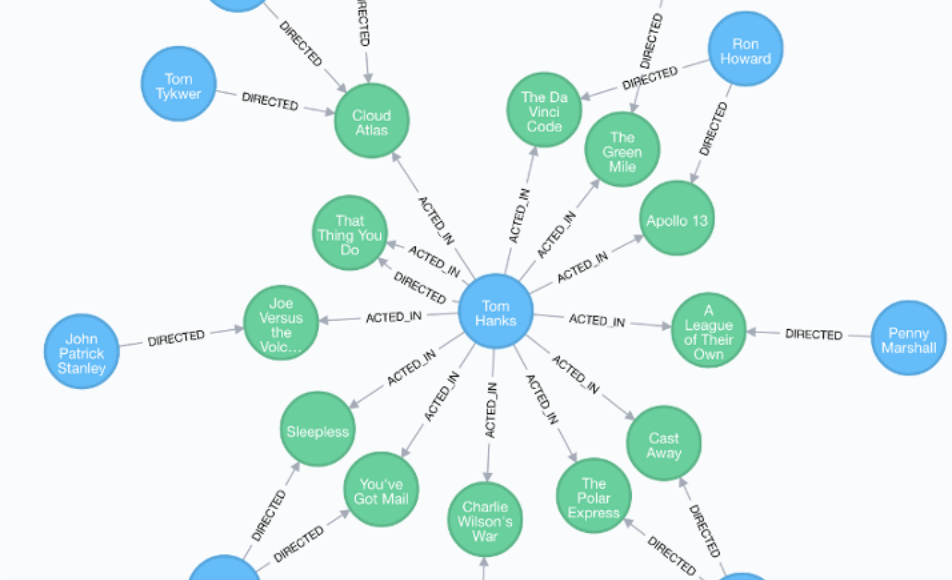 DIRECTED
DIRECTED
DIRECTED
Ron
Howard
Tom
Tykwer
DIRECTED
DIRECTED
The Da
Vinci
Code
Cloud
Atlas
DIRECTED
The
Green
Mile
ACTED_IN
ACTED_IN
ACTED_IN
Apollo 13
That
Thing You
Do
ACTED_IN
ACTED_IN
DIRECTED
Joe
Versus
the
Volc...
Tom
Hanks
A
League
of Their
Own
ACTED_IN
ACTED_IN
DIRECTED
Penny
Marshall
DIRECTED
John
Patrick
Stanley
ACTED_IN
ACTED_IN
ACTED_IN
ACTED_IN
ACTED_IN
Sleepless
Cast
Away
You've
Got Mail
The
Polar
Express
Charlie
Wilson's
War
DIRECTED
DIRECTED
DIRECTED
DIRECTED